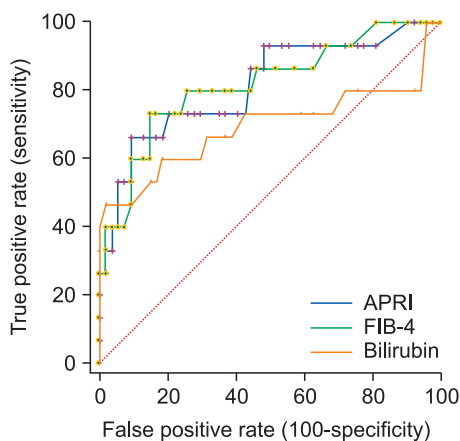 100
80
60
40
20
0
True positive rate (sensitivity)
APRI
FIB-4
Bilirubin
0 20 40 60 80 100
False positive rate (100-specificity)